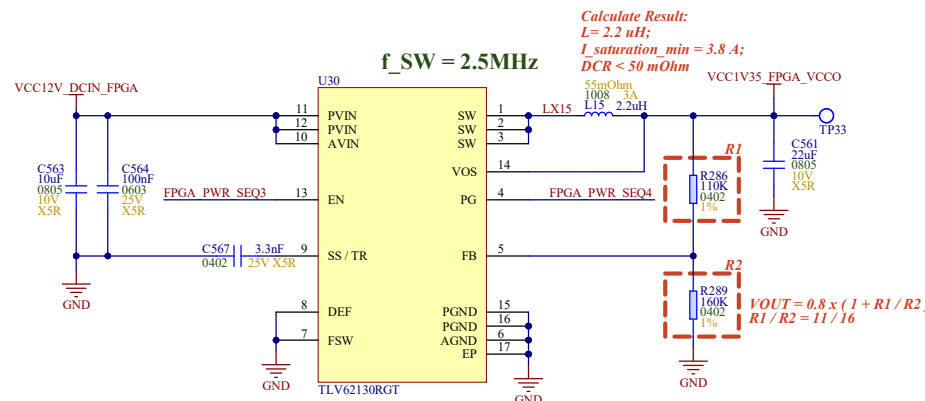 Calculate Result:
L= 2.2 uH;
I_saturation_min = 3.8 A;
DCR < 50 mOhm
f_SW = 2.5MHz
VCC12V_DCIN_FPGA
U30
55mOhm
1008 3A
L15 2.2uH
VCC1V35_FPGA_VCCO
11 PVIN SW 1 LX15
12 PVIN SW 2
10 AVIN SW 3
TP33
C563
10uF
0805
10V
X5R
C564
100nF
0603
25V
X5R
VOS 14
R1
R286
110K
0402
1%
C561
22uF
0805
10V
X5R
GND
FPGA_PWR_SEQ3 13 EN PG 4 FPGA_PWR_SEQ4
C567 3.3nF
0402 25V X5R
9 SS / TR FB 5
GND
R2
R289
160K
0402
1%
VOUT = 0.8 x ( 1 + R1 / R2
R1 / R2 = 11 / 16
8 DEF PGND 15
PGND 16
7 FSW AGND 6
EP 17
GND
GND
GND
TLV62130RGT